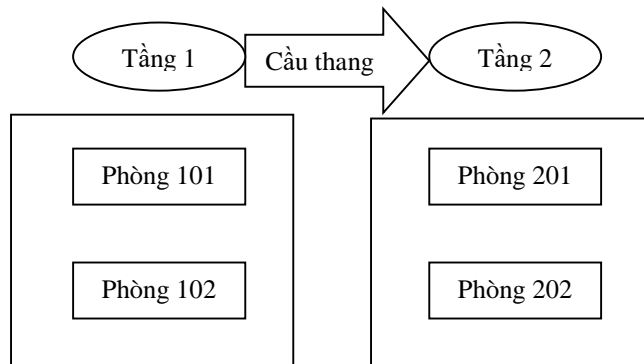 Tầng 1
Cầu thang
Tầng 2
Phòng 101
Phòng 201
Phòng 102
Phòng 202